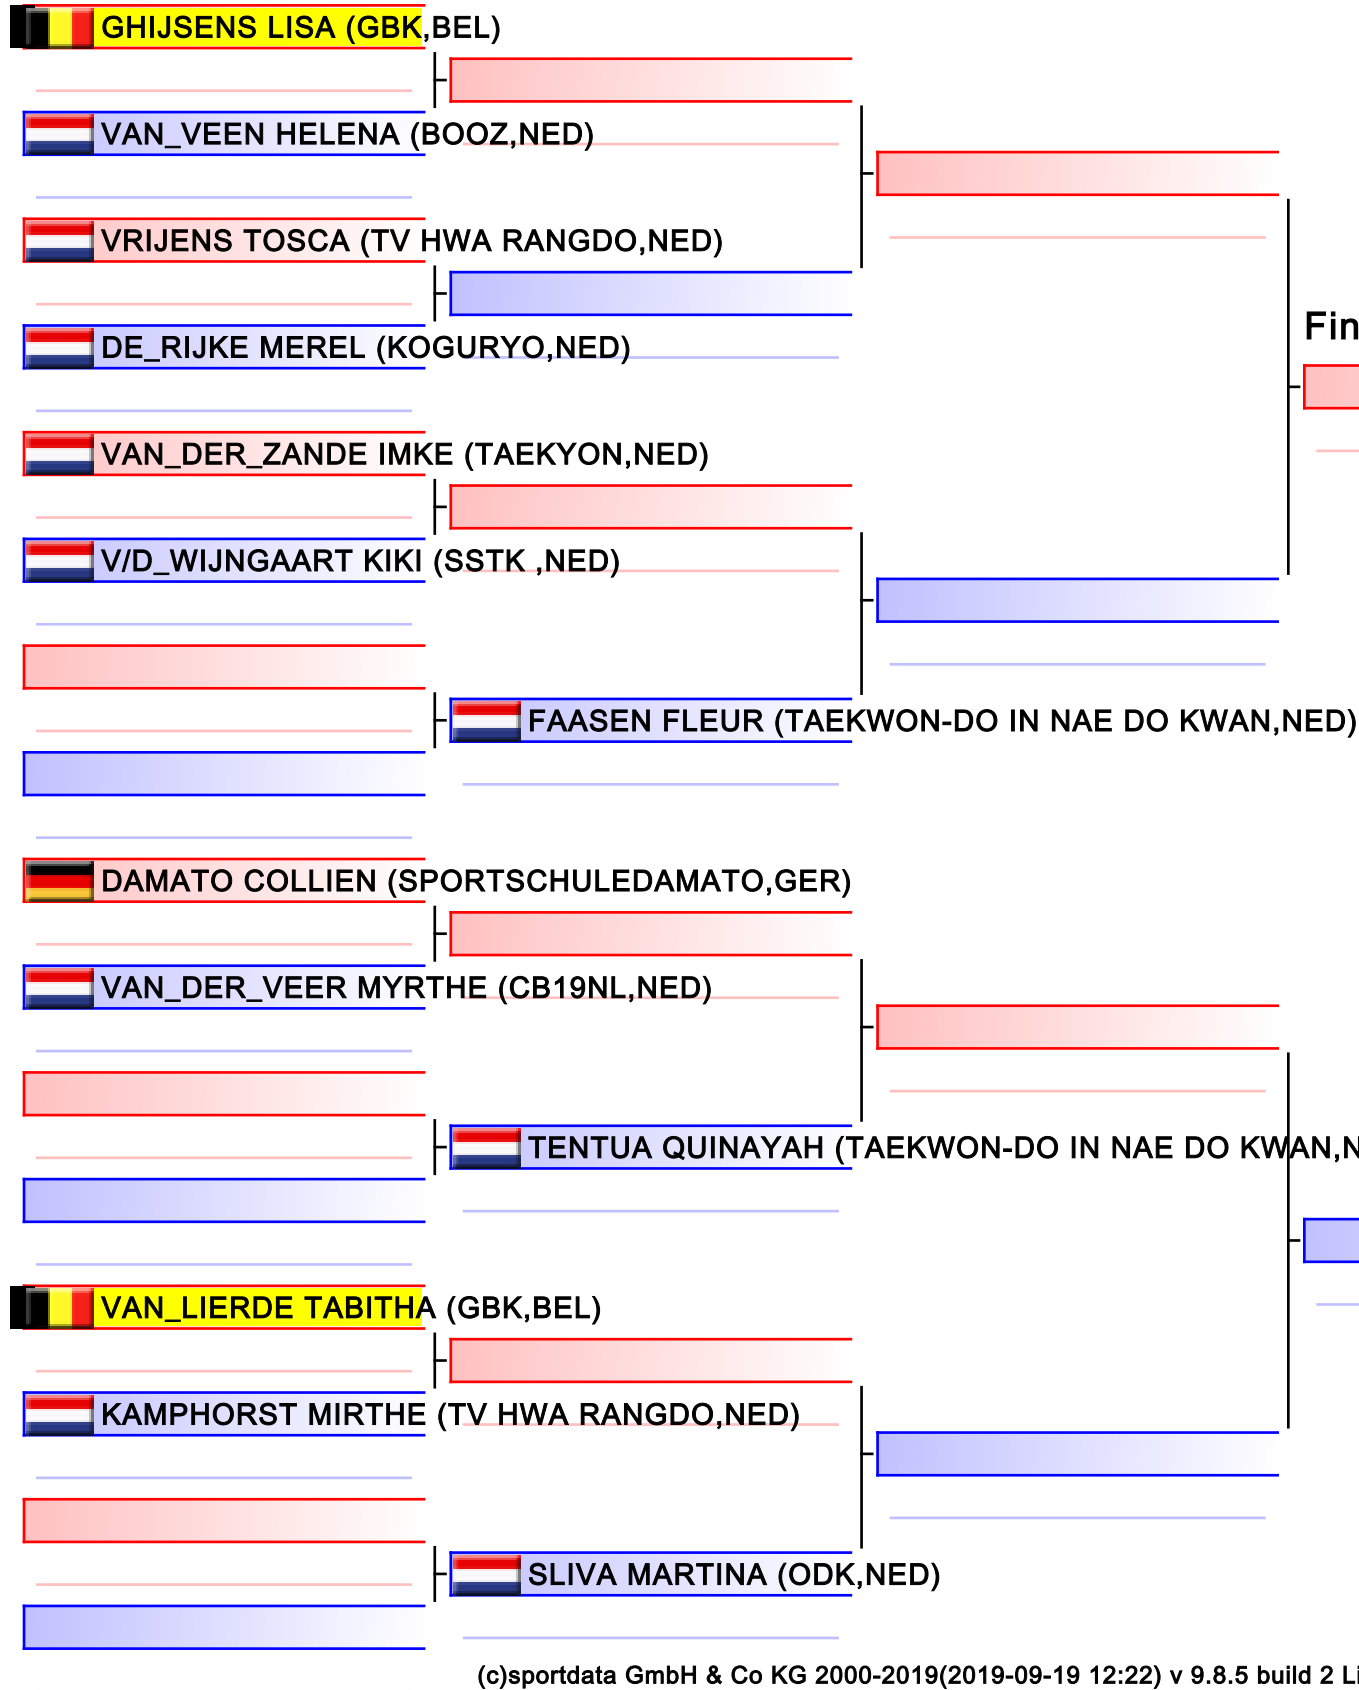 GHIJSENS LISA (GBK,BEL)
VAN_VEEN HELENA (BOOZ,NED)
VRIJENS TOSCA (TV HWA RANGDO,NED)
Fin
DE_RIJKE MEREL (KOGURYO,NED)
VAN_DER_ZANDE IMKE (TAEKYON,NED)
V/D_WIJNGAART KIKI (SSTK ,NED)
FAASEN FLEUR (TAEKWON-DO IN NAE DO KWAN,NED)
DAMATO COLLIEN (SPORTSCHULEDAMATO,GER)
VAN_DER_VEER MYRTHE (CB19NL,NED)
TENTUA QUINAYAH (TAEKWON-DO IN NAE DO KWAN,N
VAN_LIERDE TABITHA (GBK,BEL)
KAMPHORST MIRTHE (TV HWA RANGDO,NED)
SLIVA MARTINA (ODK,NED)
(c)sportdata GmbH & Co KG 2000-2019(2019-09-19 12:22) v 9.8.5 build 2 Li